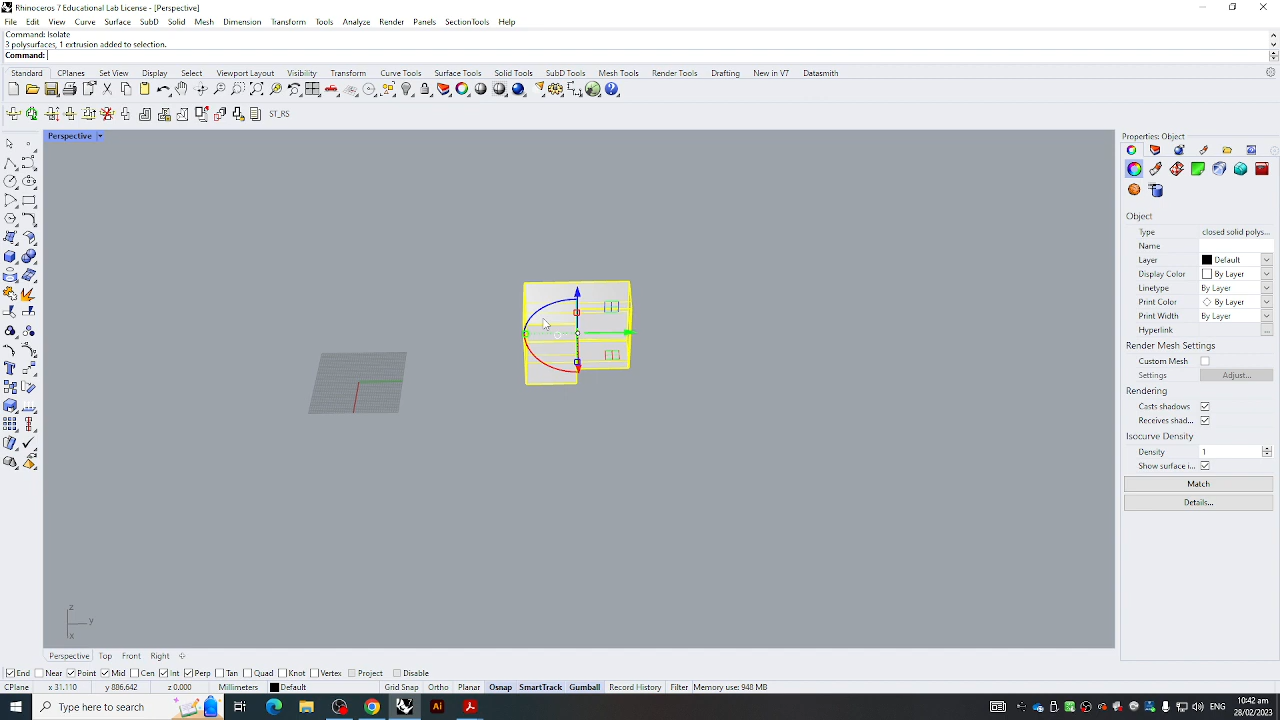 Rhinoceros 7 Educational Lab License - [Perspective]
File Edit View Curve Surface SubD Solid Mesh Dimension Transform Tools Analyze Render Panels SectionTools Help
Command: Isolate
3 polysurfaces, 1 extrusion added to selection.
Command:
Standard CPlanes Set View Display Select Viewport Layout Visibility Transform Curve Tools Surface Tools Solid Tools SubD Tools Mesh Tools Render Tools Drafting New in V7 Datasmith
ST_RS
Perspective
Properties: Object
Object
Type closed solid polys...
Name
Layer Default
Display Color By Layer
Linetype By Layer
Print Color By Layer
Print Width By Layer
Hyperlink ...
Render Mesh Settings
Custom Mesh
Settings Adjust...
Rendering
Casts shadows
Receives shad...
Isocurve Density
Density 1
Show surface i...
Match
Details...
z
y
x
Perspective Top Front Right
End Near Point Mid Cen Int Perp Tan Quad Knot Vertex Project Disable
CPlane x 31.110 y 886.642 z 0.000 Millimeters Default Grid Snap Ortho Planar Osnap SmartTrack Gumball Record History Filter Memory use: 948 MB
Type here to search
Ai
ENG
10:42 am
28/02/2023